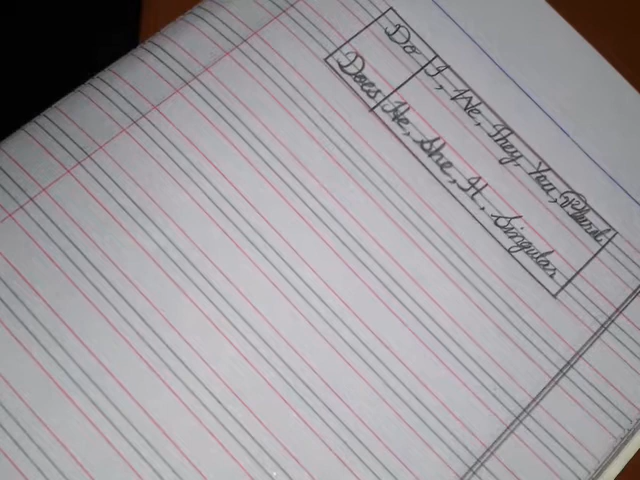 Do I, We, They, You, Plural
Does He, She, It, Singular